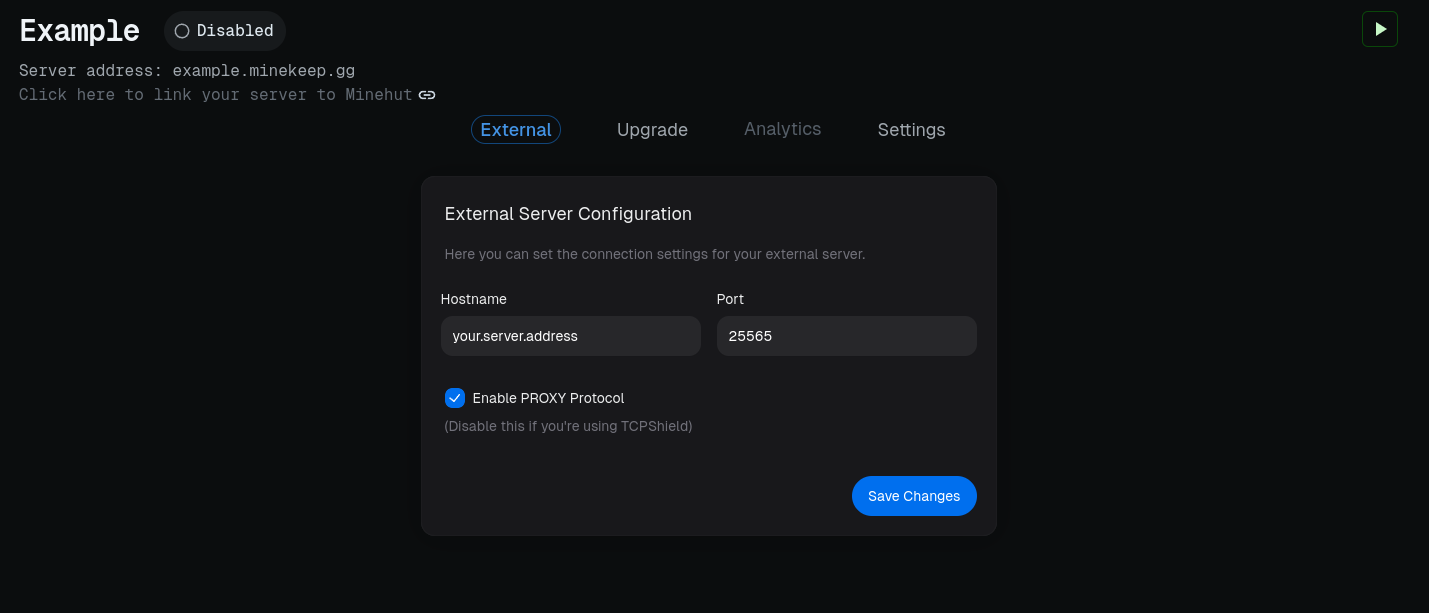 Example
Disabled
Server address: example.minekeep.gg
Click here to link your server to Minehut
External
Upgrade
Analytics
Settings
External Server Configuration
Here you can set the connection settings for your external server.
Hostname
Port
your.server.address
25565
Enable PROXY Protocol
(Disable this if you're using TCPShield)
Save Changes